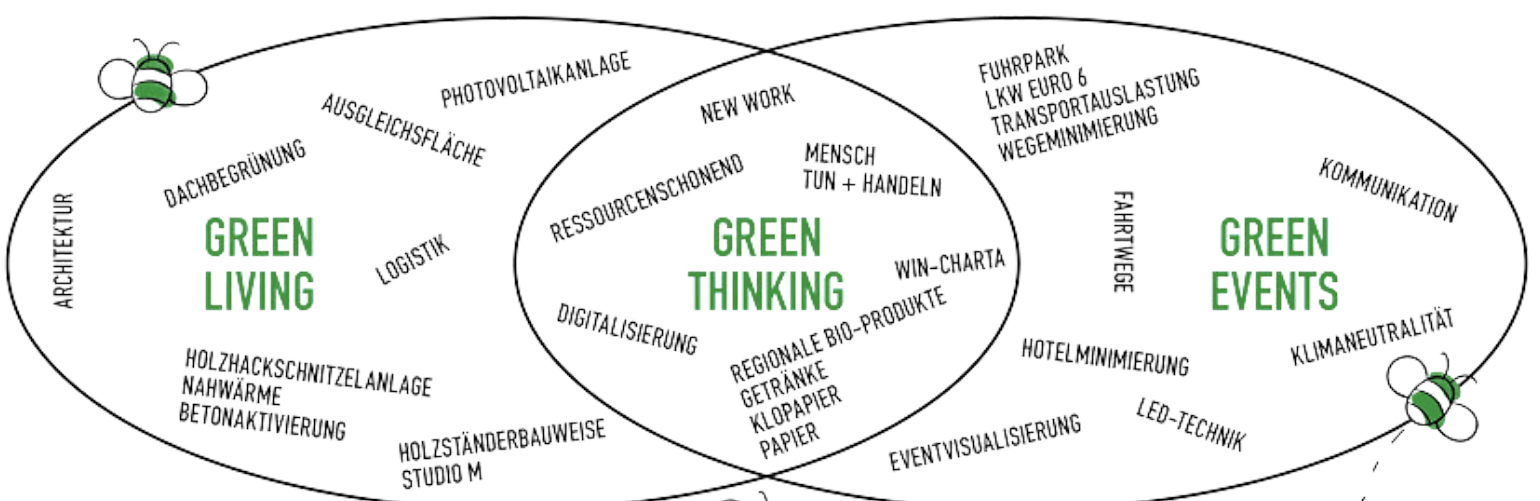 PHOTOVOLTAIKANLAGE
AUSGLEICHSFLÄCHE
DACHBEGRÜNUNG
ARCHITEKTUR
GREEN
LIVING
LOGISTIK
HOLZHACKSCHNITZELANLAGE
NAHWÄRME
BETONAKTIVIERUNG
HOLZSTÄNDERBAUWEISE
STUDIO M
NEW WORK
MENSCH
TUN + HANDELN
RESSOURCENSCHONEND
GREEN
THINKING
WIN-CHARTA
DIGITALISIERUNG
REGIONALE BIO-PRODUKTE
GETRÄNKE
KLOPAPIER
PAPIER
FUHRPARK
LKW EURO 6
TRANSPORTAUSLASTUNG
WEGEMINIMIERUNG
KOMMUNIKATION
FAHRTWEGE
GREEN
EVENTS
KLIMANEUTRALITÄT
HOTELMINIMIERUNG
LED-TECHNIK
EVENTVISUALISIERUNG